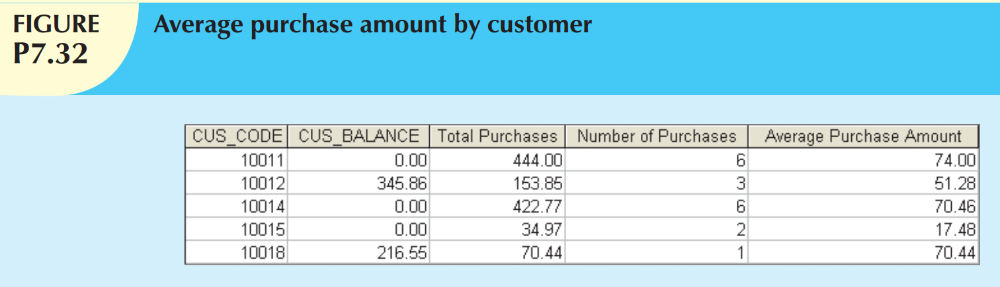 FIGURE
P7.32
Average purchase amount by customer
CUS_CODE CUS_BALANCE Total Purchases Number of Purchases Average Purchase Amount
10011 0.00 444.00 6 74.00
10012 345.86 153.85 3 51.28
10014 0.00 422.77 6 70.46
10015 0.00 34.97 2 17.48
10018 216.55 70.44 1 70.44